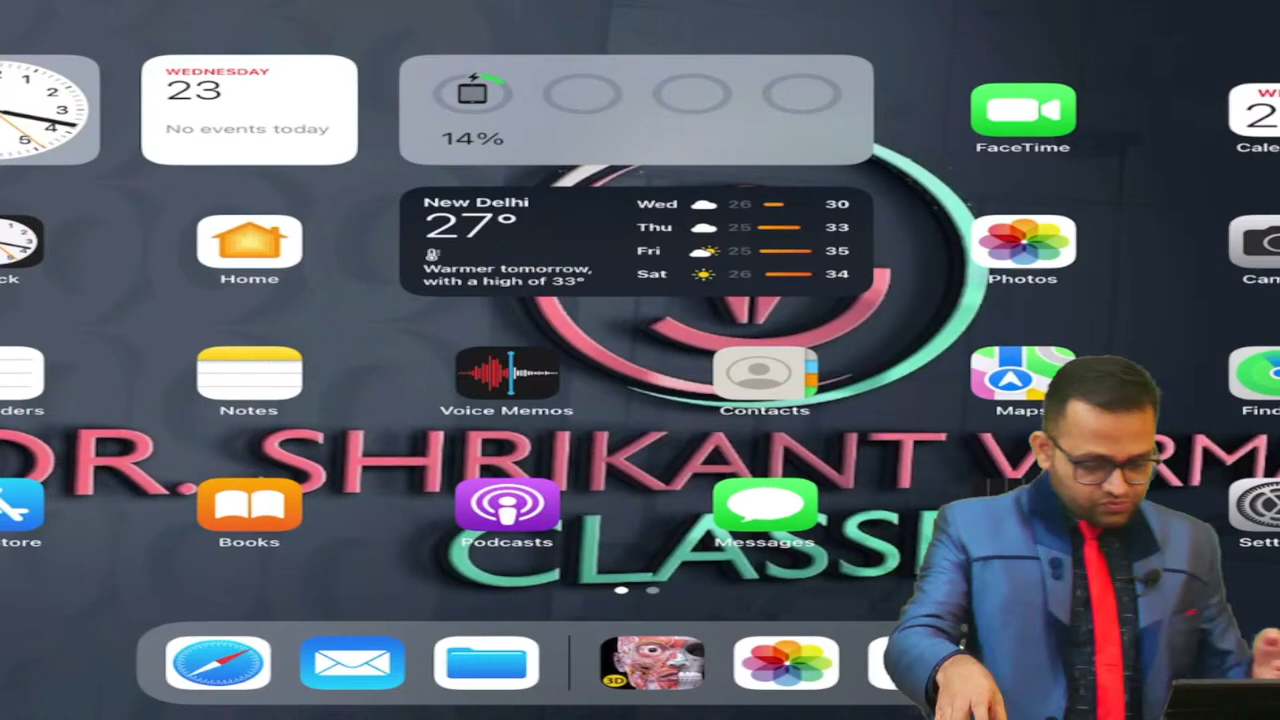 WEDNESDAY
23
No events today
14%
FaceTime
New Delhi
27°
Warmer tomorrow,
with a high of 33°
Wed 26 30
Thu 25 33
Fri 25 35
Sat 26 34
Home
Photos
Notes
Voice Memos
Contacts
Maps
DR. SHRIKANT
Books
Podcasts
Messages
3D